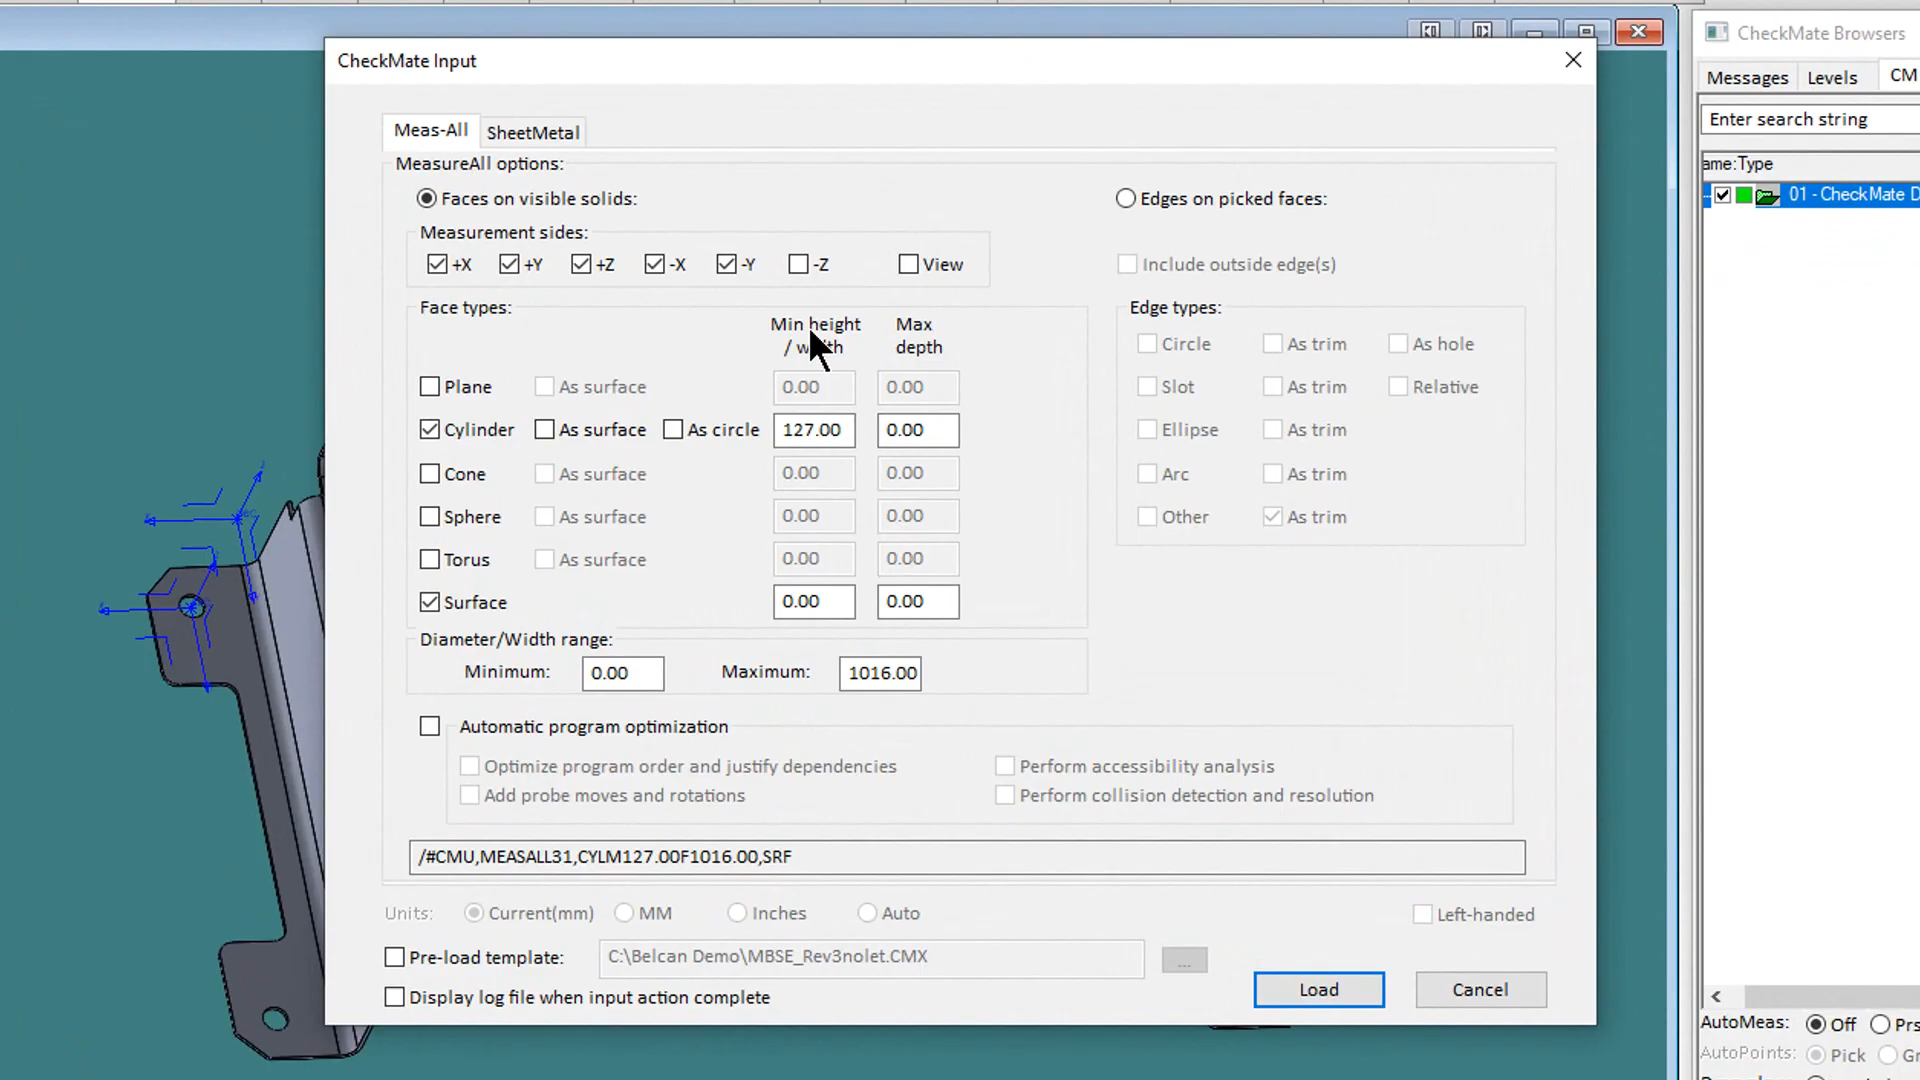 CheckMate Browsers
CheckMate Input
Messages Levels CM
Meas-All SheetMetal
Enter search string
MeasureAll options:
ame:Type
Faces on visible solids: Edges on picked faces:
01 - CheckMate D
Measurement sides:
+X +Y +Z -X -Y -Z View Include outside edge(s)
Face types: Edge types:
Min height Max
/ width depth
Circle As trim As hole
Plane As surface 0.00 0.00 Slot As trim Relative
Cylinder As surface As circle 127.00 0.00 Ellipse As trim
Cone As surface 0.00 0.00 Arc As trim
Sphere As surface 0.00 0.00 Other As trim
Torus As surface 0.00 0.00
Surface 0.00 0.00
Diameter/Width range:
Minimum: 0.00 Maximum: 1016.00
Automatic program optimization
Optimize program order and justify dependencies Perform accessibility analysis
Add probe moves and rotations Perform collision detection and resolution
/#CMU,MEASALL31,CYLM127.00F1016.00,SRF
Units: Current(mm) MM Inches Auto Left-handed
Pre-load template: C:\Belcan Demo\MBSE_Rev3nolet.CMX ...
Load Cancel
Display log file when input action complete
AutoMeas: Off Prs
AutoPoints: Pick Gr